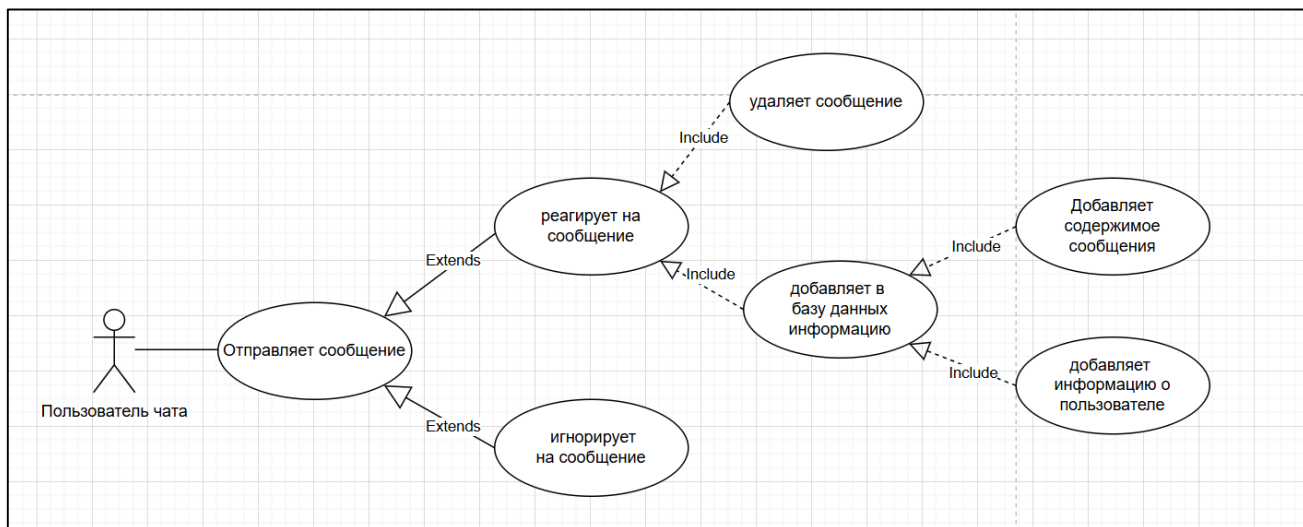 удаляет сообщение
Include
реагирует на
сообщение
Добавляет
содержимое
сообщения
Extends
Include
Include
добавляет в
базу данных
информацию
Отправляет сообщение
Пользователь чата
Include
добавляет
информацию о
пользователе
Extends
игнорирует
на сообщение